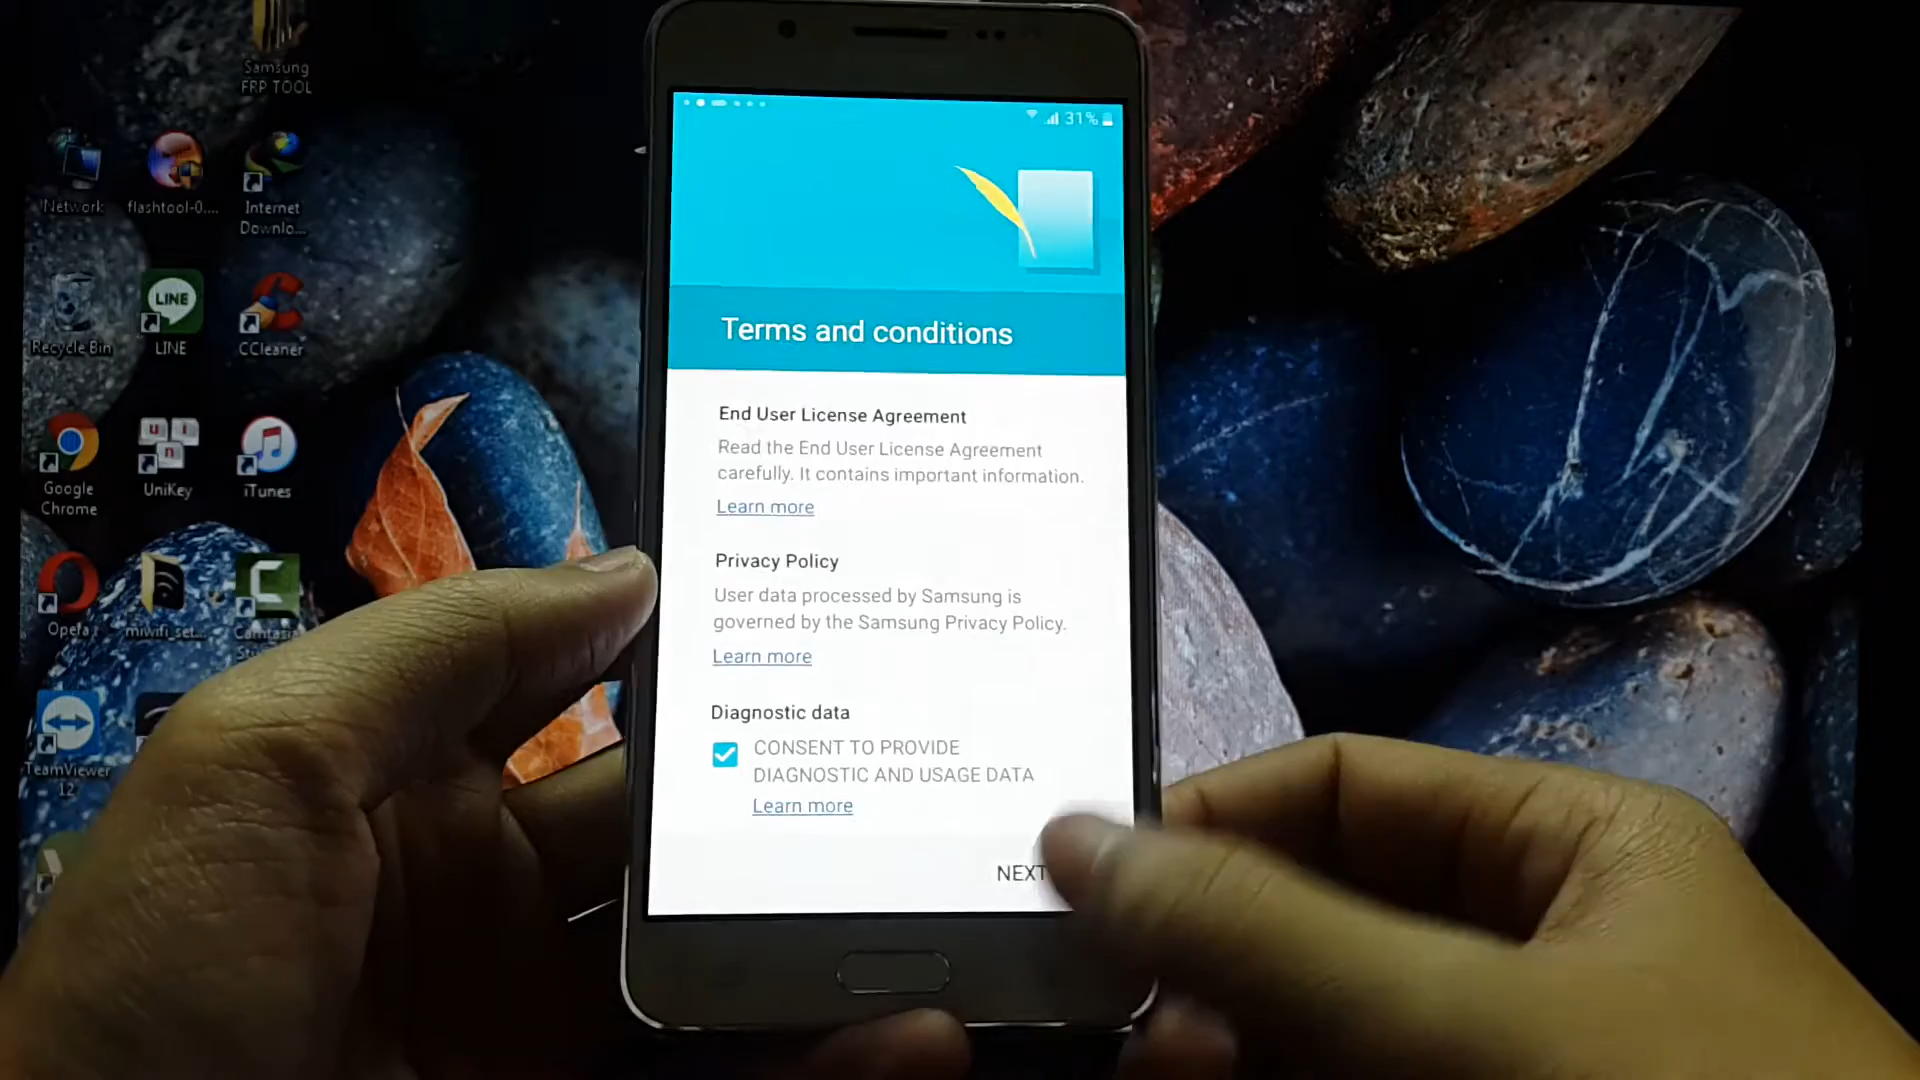 Samsung
FRP TOOL
Network
flashtool-0....
Internet
Downlo...
Recycle Bin
LINE
LINE
CCleaner
Google
Chrome
u i
n
UniKey
iTunes
Opera
miwifi_set...
Camtasia
TeamViewer
12
31%
Terms and conditions
End User License Agreement
Read the End User License Agreement
carefully. It contains important information.
Learn more
Privacy Policy
User data processed by Samsung is
governed by the Samsung Privacy Policy.
Learn more
Diagnostic data
CONSENT TO PROVIDE
DIAGNOSTIC AND USAGE DATA
Learn more
NEXT